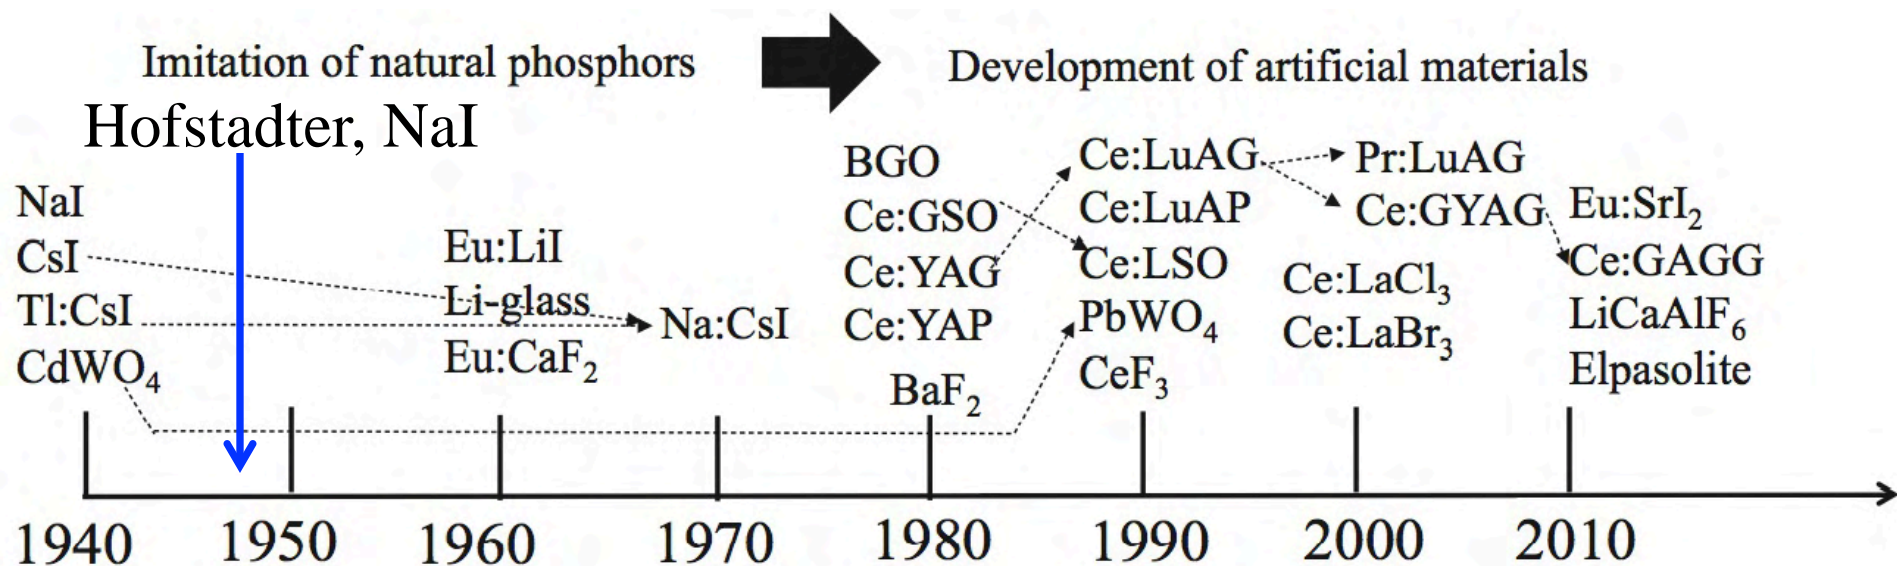 Imitation of natural phosphors
Development of artificial materials
Hofstadter, NaI
NaI
CsI
Tl:CsI
CdWO₄
Eu:LiI
Li-glass
Eu:CaF₂
Na:CsI
BGO
Ce:GSO
Ce:YAG
Ce:YAP
BaF₂
Ce:LuAG
Ce:LuAP
Ce:LSO
PbWO₄
CeF₃
Pr:LuAG
Ce:GYAG
Ce:LaCl₃
Ce:LaBr₃
Eu:SrI₂
Ce:GAGG
LiCaAlF₆
Elpasolite
1940 1950 1960 1970 1980 1990 2000 2010